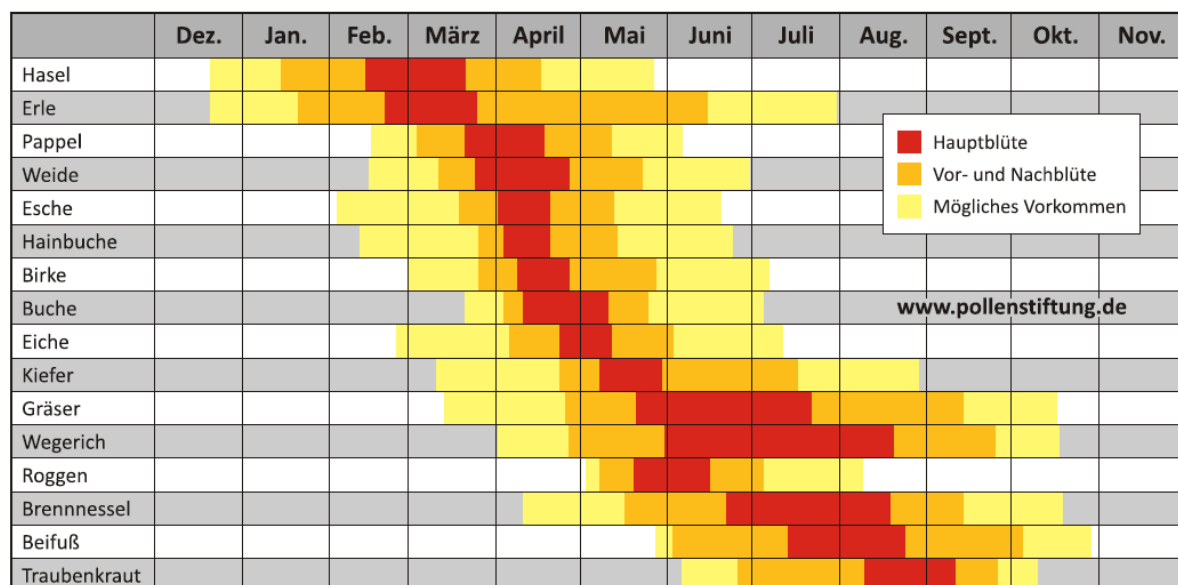 Dez. Jan. Feb. März April Mai Juni Juli Aug. Sept. Okt. Nov.
Hasel
Erle
Pappel
Weide
Esche
Hainbuche
Birke
Buche
Eiche
Kiefer
Gräser
Wegerich
Roggen
Brennnessel
Beifuß
Traubenkraut
Hauptblüte
Vor- und Nachblüte
Mögliches Vorkommen
www.pollenstiftung.de